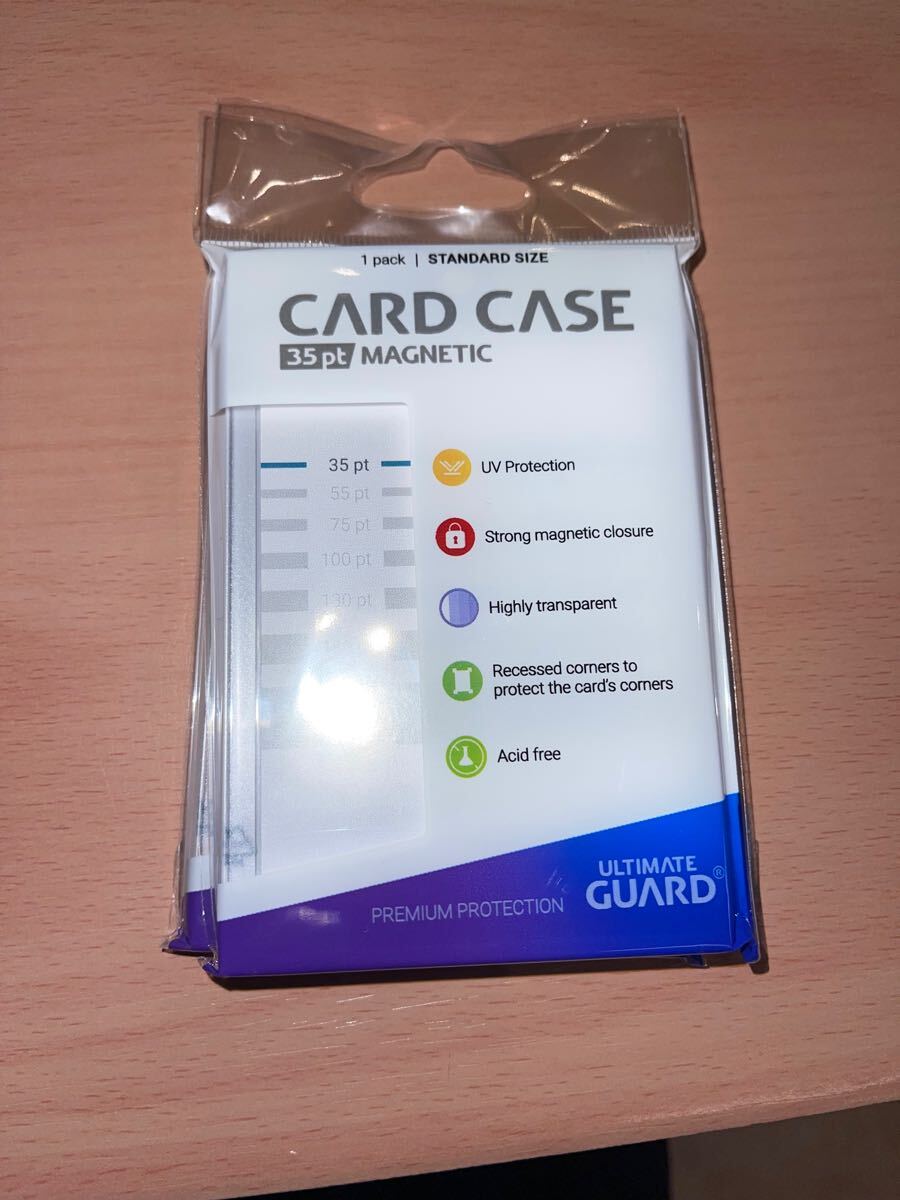 1 pack | STANDARD SIZE
CARD CASE
35 pt MAGNETIC
35 pt
55 pt
75 pt
100 pt
130 pt
UV Protection
Strong magnetic closure
Highly transparent
Recessed corners to
protect the card's corners
Acid free
PREMIUM PROTECTION
ULTIMATE
GUARD®